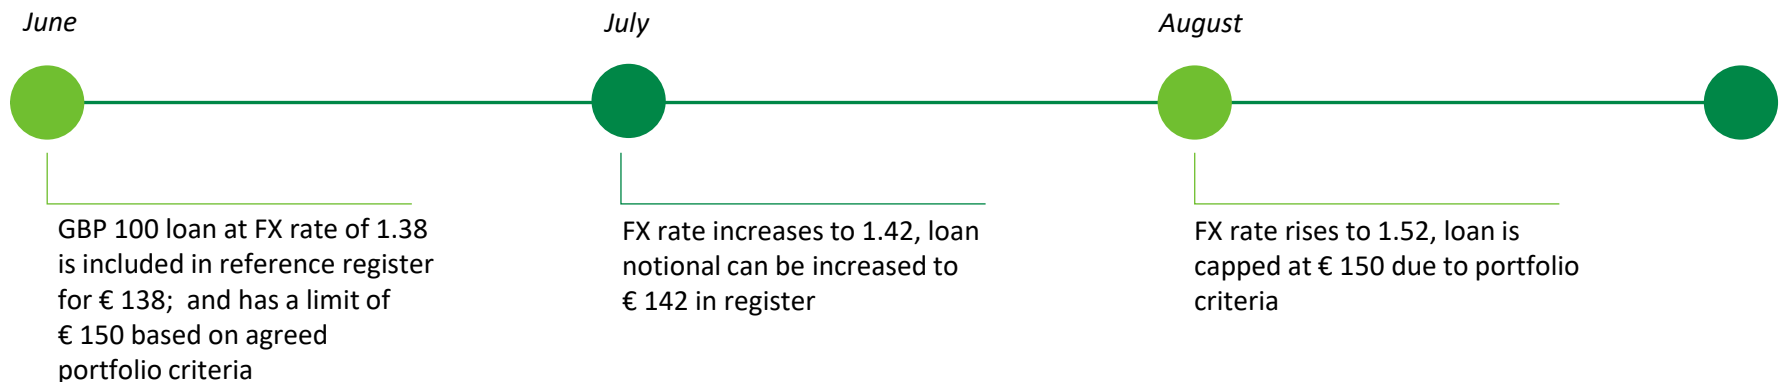 June
July
August
GBP 100 loan at FX rate of 1.38
is included in reference register
for € 138; and has a limit of
€ 150 based on agreed
portfolio criteria
FX rate increases to 1.42, loan
notional can be increased to
€ 142 in register
FX rate rises to 1.52, loan is
capped at € 150 due to portfolio
criteria